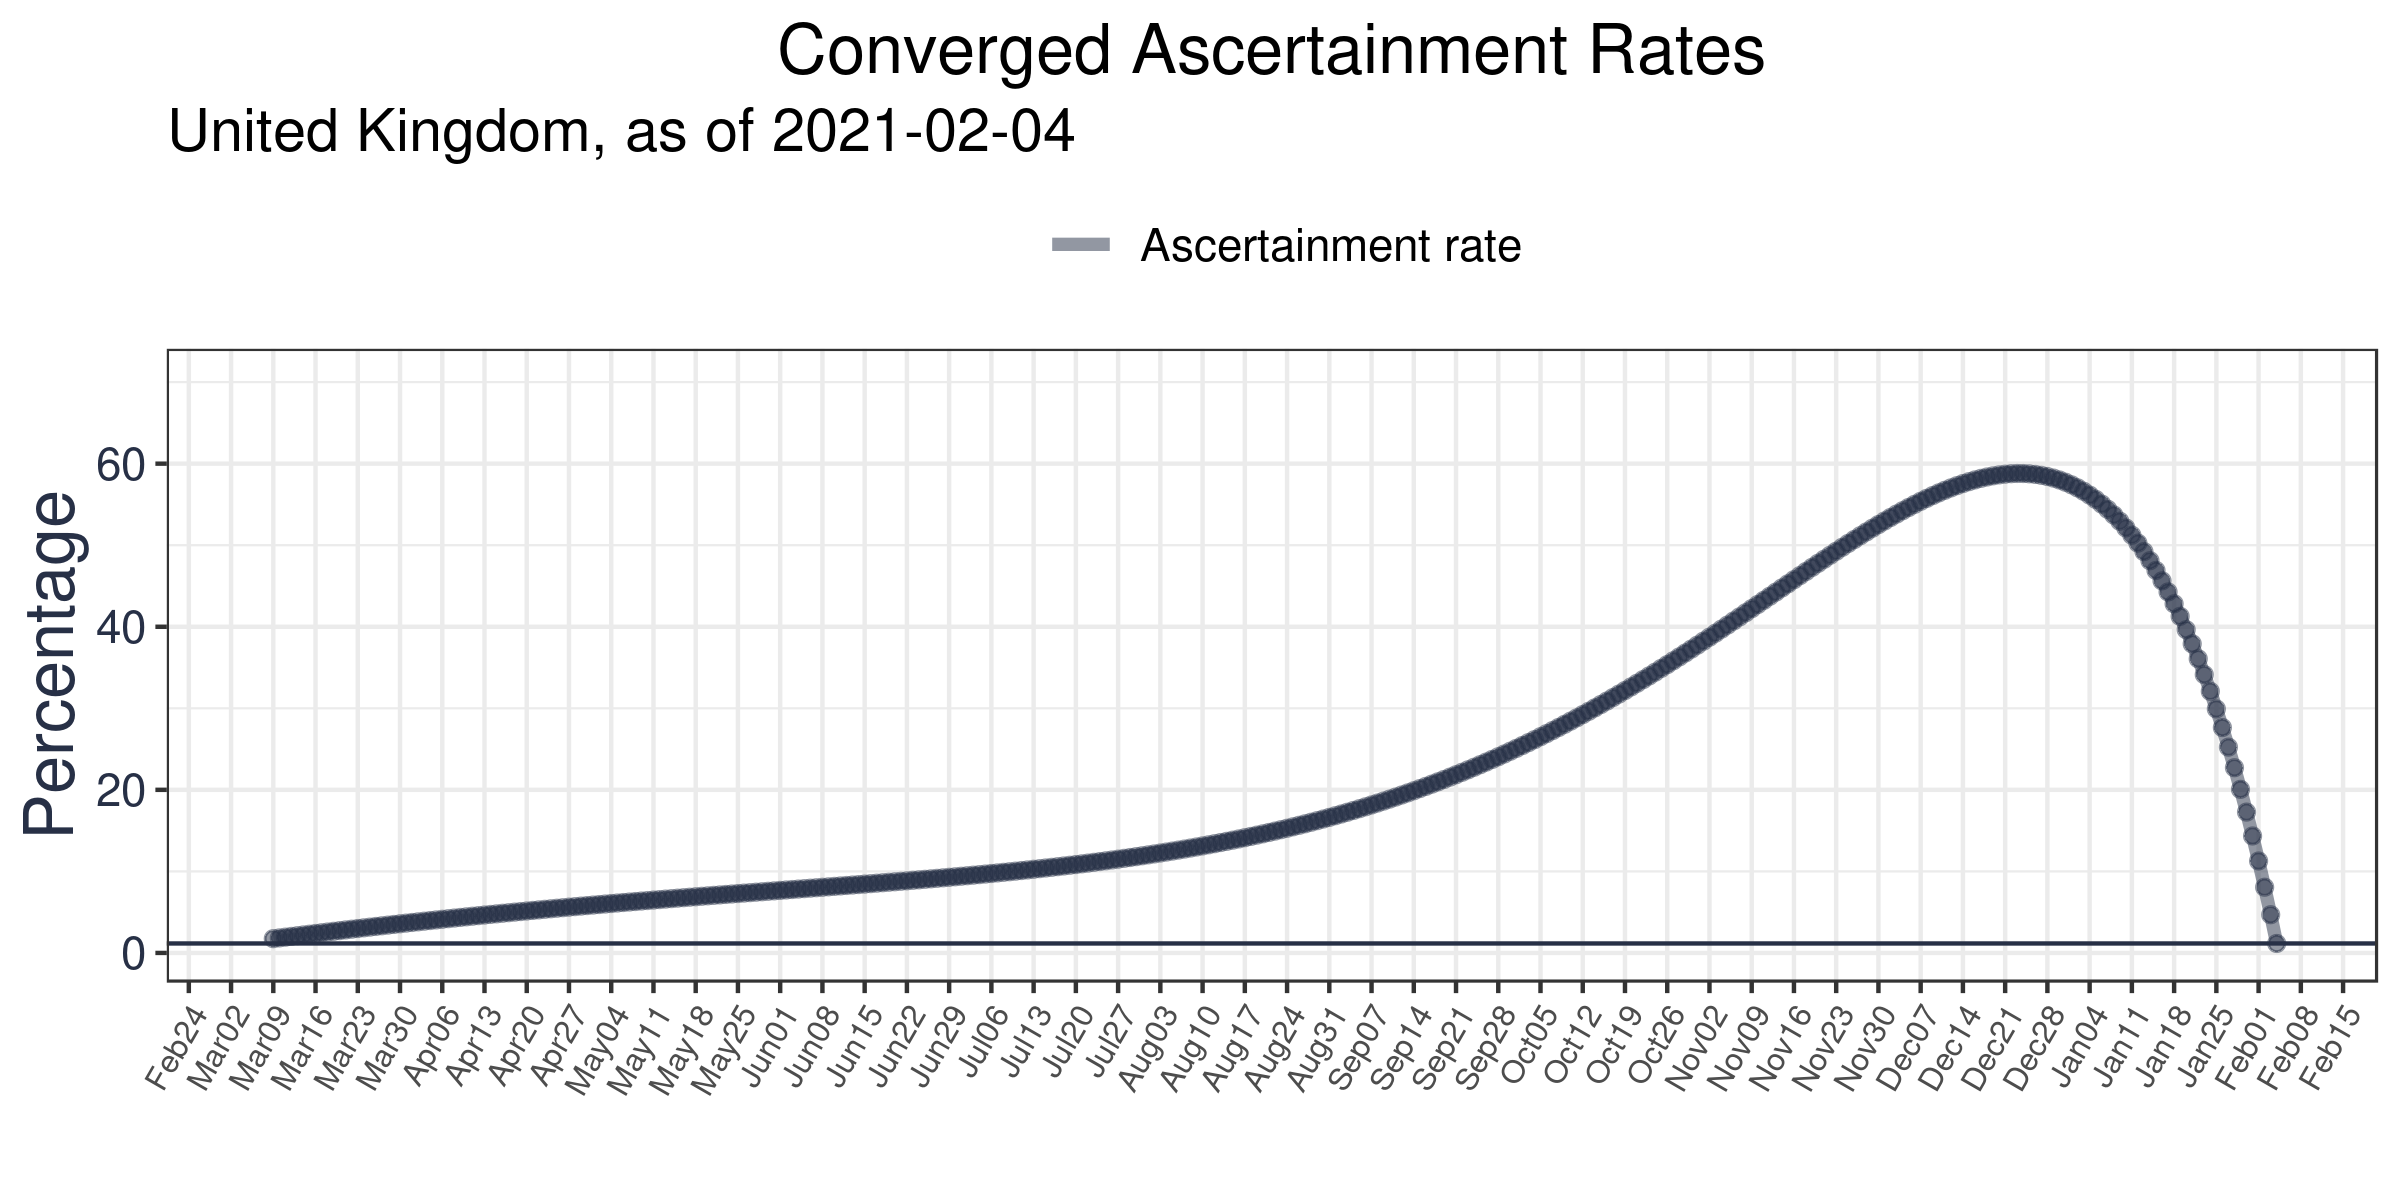 Converged Ascertainment Rates
United Kingdom, as of 2021-02-04
Ascertainment rate
Percentage
60
40
20
0
Feb24
Mar02
Mar09
Mar16
Mar23
Mar30
Apr06
Apr13
Apr20
Apr27
May04
May11
May18
May25
Jun01
Jun08
Jun15
Jun22
Jun29
Jul06
Jul13
Jul20
Jul27
Aug03
Aug10
Aug17
Aug24
Aug31
Sep07
Sep14
Sep21
Sep28
Oct05
Oct12
Oct19
Oct26
Nov02
Nov09
Nov16
Nov23
Nov30
Dec07
Dec14
Dec21
Dec28
Jan04
Jan11
Jan18
Jan25
Feb01
Feb08
Feb15